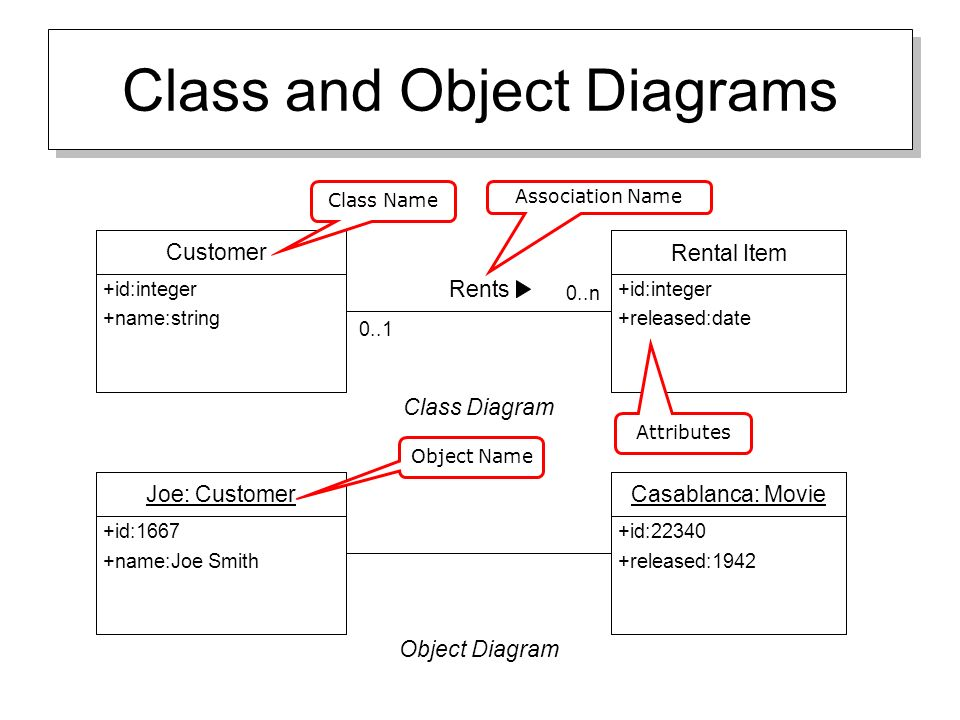 Class and Object Diagrams
Class Name
Association Name
Customer
Rental Item
+id:integer
+name:string
Rents
0..n
0..1
+id:integer
+released:date
Class Diagram
Attributes
Object Name
Joe: Customer
Casablanca: Movie
+id:1667
+name:Joe Smith
+id:22340
+released:1942
Object Diagram